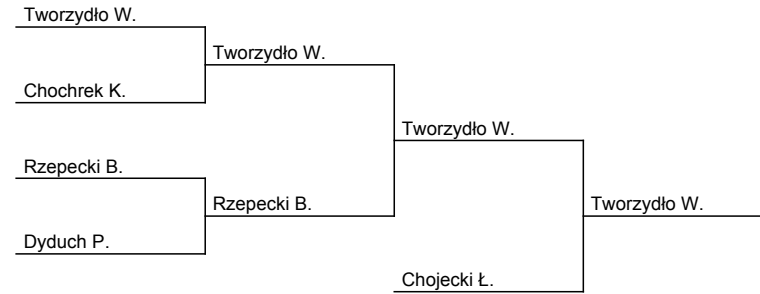 Tworzydło W.
Tworzydło W.
Chochrek K.
Tworzydło W.
Rzepecki B.
Rzepecki B.
Tworzydło W.
Dyduch P.
Chojecki Ł.